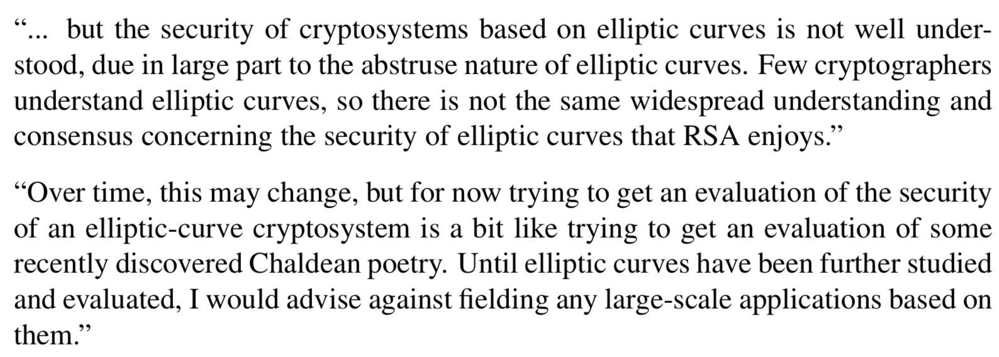 “... but the security of cryptosystems based on elliptic curves is not well under-
stood, due in large part to the abstruse nature of elliptic curves. Few cryptographers
understand elliptic curves, so there is not the same widespread understanding and
consensus concerning the security of elliptic curves that RSA enjoys.”
“Over time, this may change, but for now trying to get an evaluation of the security
of an elliptic-curve cryptosystem is a bit like trying to get an evaluation of some
recently discovered Chaldean poetry. Until elliptic curves have been further studied
and evaluated, I would advise against fielding any large-scale applications based on
them.”